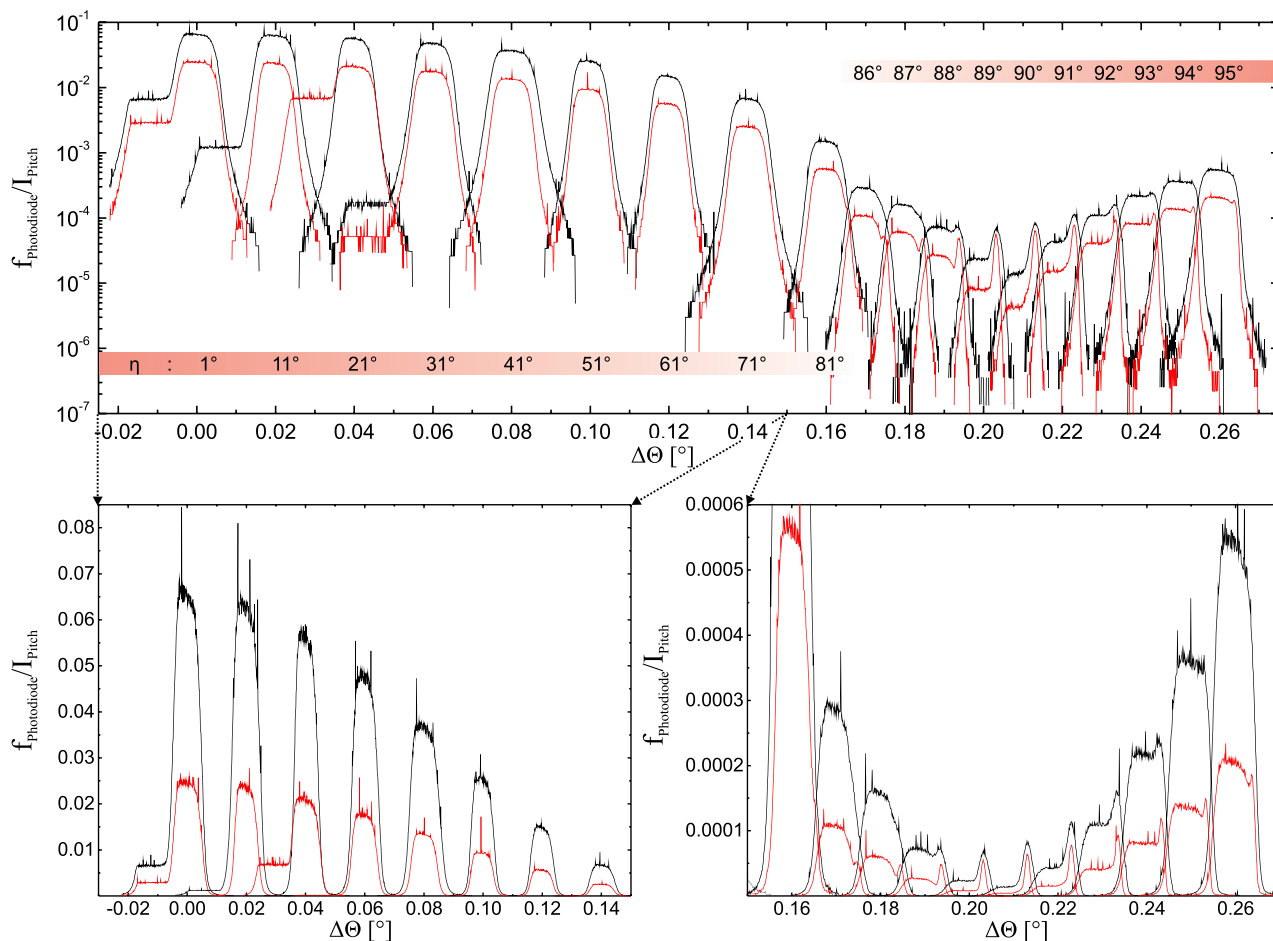 10⁻¹
10⁻²
10⁻³
10⁻⁴
10⁻⁵
10⁻⁶
10⁻⁷
f_Photodiode/I_Pitch
86° 87° 88° 89° 90° 91° 92° 93° 94° 95°
η : 1° 11° 21° 31° 41° 51° 61° 71° 81°
-0.02 0.00 0.02 0.04 0.06 0.08 0.10 0.12 0.14 0.16 0.18 0.20 0.22 0.24 0.26
ΔΘ [°]
0.08
0.07
0.06
0.05
0.04
0.03
0.02
0.01
f_Photodiode/I_Pitch
-0.02 0.00 0.02 0.04 0.06 0.08 0.10 0.12 0.14
ΔΘ [°]
0.0006
0.0005
0.0004
0.0003
0.0002
0.0001
f_Photodiode/I_Pitch
0.16 0.18 0.20 0.22 0.24 0.26
ΔΘ [°]